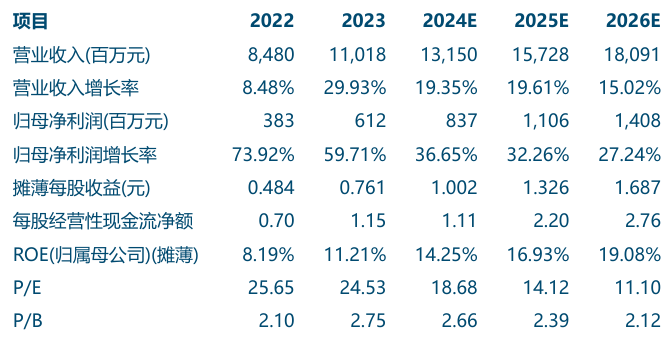 项目 2022 2023 2024E 2025E 2026E
营业收入(百万元) 8,480 11,018 13,150 15,728 18,091
营业收入增长率 8.48% 29.93% 19.35% 19.61% 15.02%
归母净利润(百万元) 383 612 837 1,106 1,408
归母净利润增长率 73.92% 59.71% 36.65% 32.26% 27.24%
摊薄每股收益(元) 0.484 0.761 1.002 1.326 1.687
每股经营性现金流净额 0.70 1.15 1.11 2.20 2.76
ROE(归属母公司)(摊薄) 8.19% 11.21% 14.25% 16.93% 19.08%
P/E 25.65 24.53 18.68 14.12 11.10
P/B 2.10 2.75 2.66 2.39 2.12